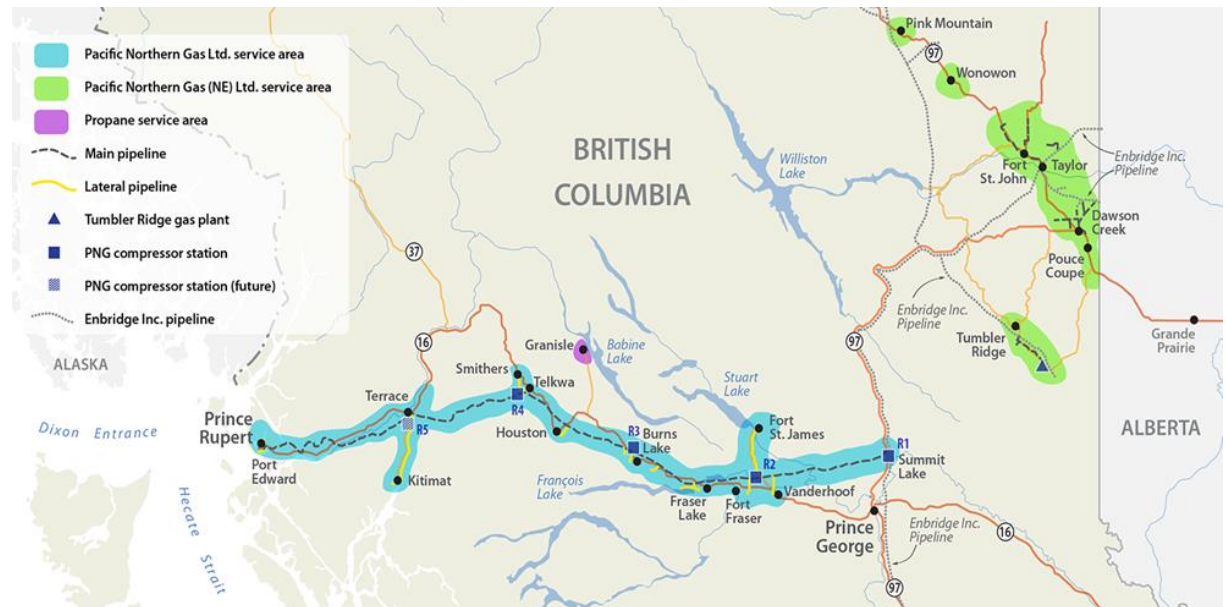 Pacific Northern Gas Ltd. service area
Pacific Northern Gas (NE) Ltd. service area
Propane service area
Main pipeline
Lateral pipeline
Tumbler Ridge gas plant
PNG compressor station
PNG compressor station (future)
Enbridge Inc. pipeline
Pink Mountain
97
Wonowon
BRITISH
COLUMBIA
Williston
Lake
Fort
St. John
Taylor
Enbridge Inc.
Pipeline
Dawson
Creek
Pouce
Coupe
37
Enbridge Inc.
Pipeline
Tumbler
Ridge
Grande
Prairie
ALASKA
16
Granisle
Babine
Lake
97
Smithers
Telkwa
R4
Stuart
Lake
Terrace
R5
Prince
Rupert
Port
Edward
Kitimat
Houston
R3
Burns
Lake
Fort
St. James
R2
R1
Summit
Lake
ALBERTA
Dixon Entrance
Hecate Strait
François
Lake
Fraser
Lake
Fort
Fraser
Vanderhoof
Prince
George
Enbridge Inc.
Pipeline
16
97